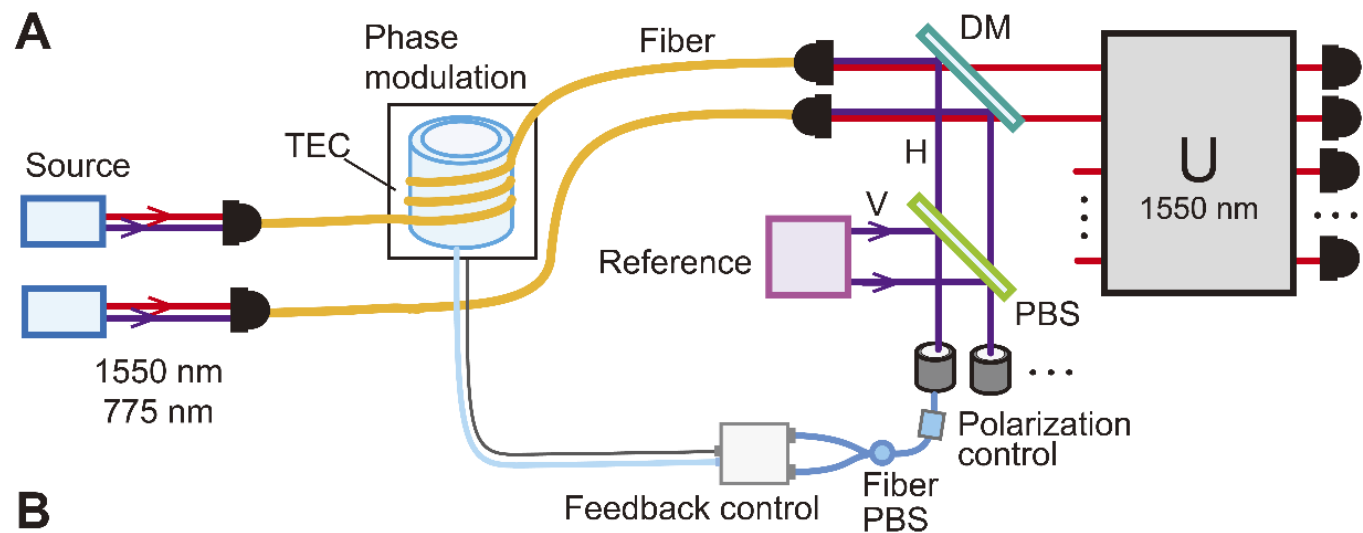 A
Phase
modulation
Fiber
DM
TEC
Source
H
U
1550 nm
V
Reference
PBS
1550 nm
775 nm
Polarization
control
Feedback control
Fiber
PBS
B